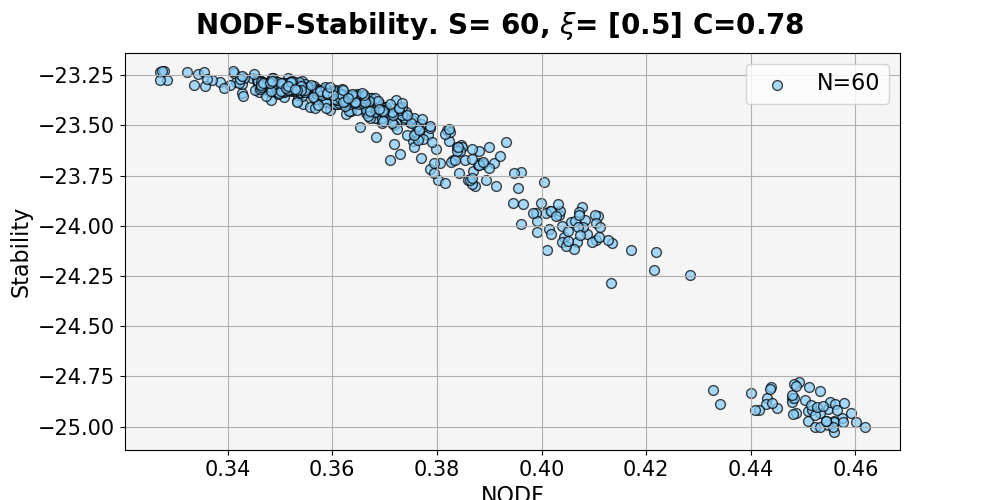 NODF-Stability. S= 60, ξ= [0.5] C=0.78
N=60
Stability
−23.25
−23.50
−23.75
−24.00
−24.25
−24.50
−24.75
−25.00
0.34 0.36 0.38 0.40 0.42 0.44 0.46
NODF